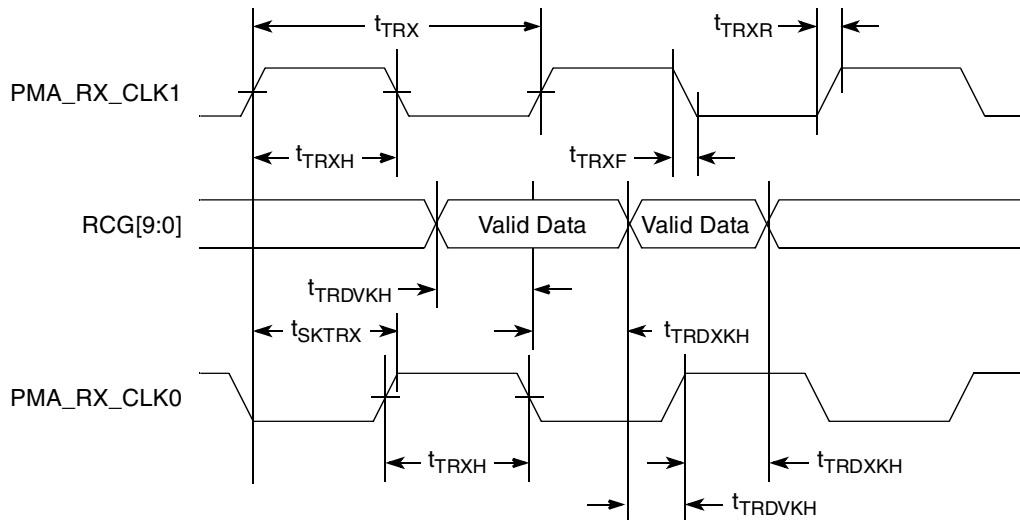 tTRX
tTRXR
PMA_RX_CLK1
tTRXH
tTRXF
RCG[9:0]
Valid Data
Valid Data
tTRDVKH
tSKTRX
tTRDXKH
PMA_RX_CLK0
tTRXH
tTRDXKH
tTRDVKH